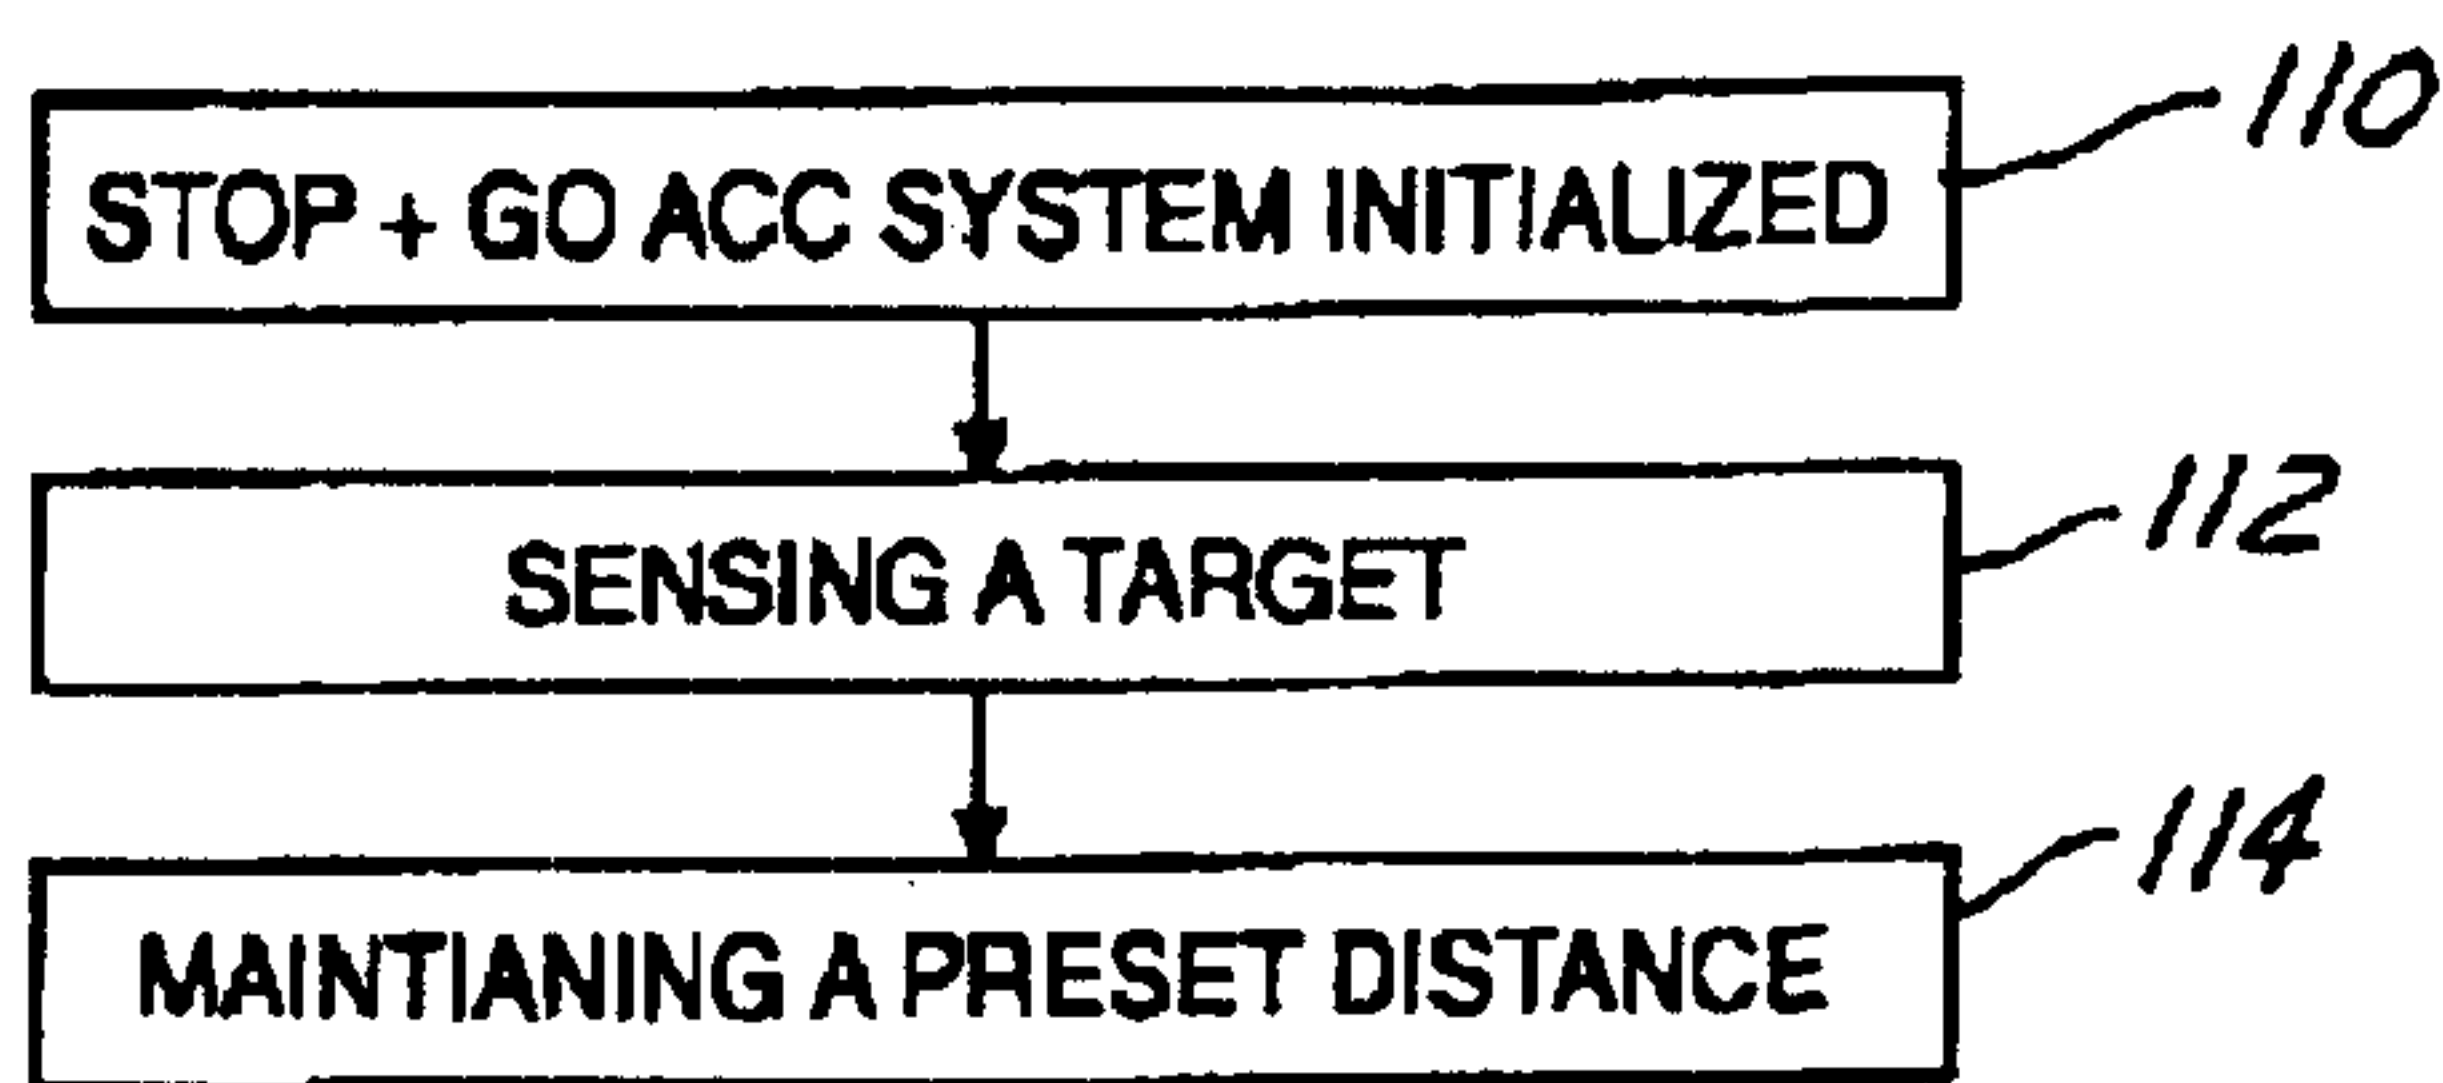 STOP + GO ACC SYSTEM INITIALIZED
110
SENSING A TARGET
112
MAINTIANING A PRESET DISTANCE
114